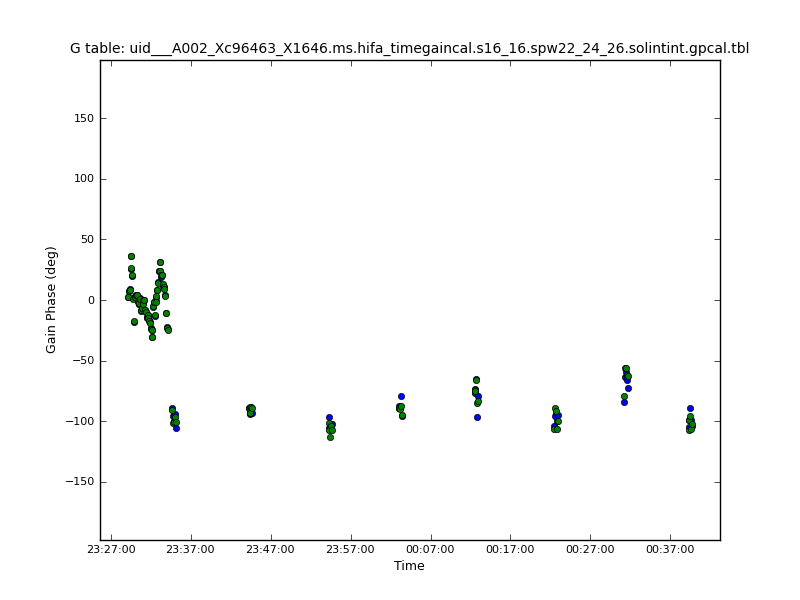 G table: uid___A002_Xc96463_X1646.ms.hifa_timegaincal.s16_16.spw22_24_26.solintint.gpcal.tbl
150
100
50
0
−50
−100
−150
Gain Phase (deg)
23:27:00 23:37:00 23:47:00 23:57:00 00:07:00 00:17:00 00:27:00 00:37:00
Time